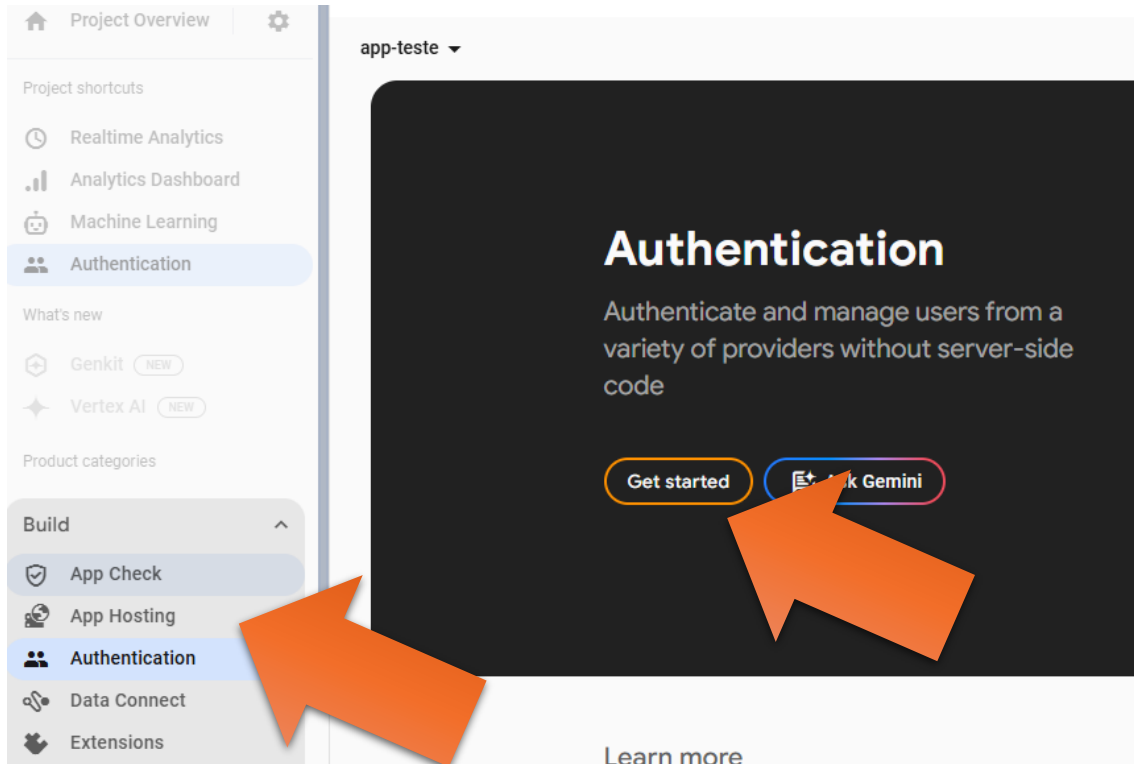 Project Overview
Project shortcuts
Realtime Analytics
Analytics Dashboard
Machine Learning
Authentication
What's new
Genkit NEW
Vertex AI NEW
Product categories
Build
App Check
App Hosting
Authentication
Data Connect
Extensions
app-teste
Authentication
Authenticate and manage users from a
variety of providers without server-side
code
Get started
Gemini
Learn more